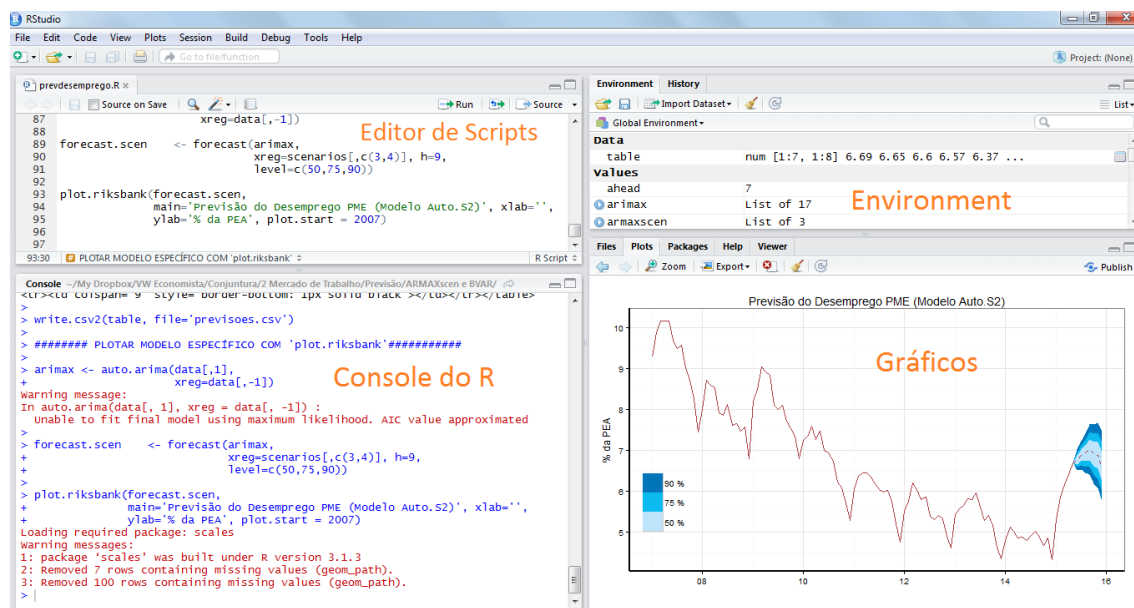 RStudio
File Edit Code View Plots Session Build Debug Tools Help
Go to file/function
Project: (None)
prevdesemprego.R
Source on Save Run Source
87 xreg=data[,-1])
88
89 forecast.scen <- forecast(arimax,
90 xreg=scenarios[,c(3,4)], h=9,
91 level=c(50,75,90))
92
93 plot.riksbank(forecast.scen,
94 main='Previsão do Desemprego PME (Modelo Auto.S2)', xlab='',
95 ylab='% da PEA', plot.start = 2007)
96
97
Editor de Scripts
93:30 # PLOTAR MODELO ESPECÍFICO COM 'plot.riksbank' R Script
Console ~/My Dropbox/VW Economista/Conjuntura/2 Mercado de Trabalho/Previsão/ARMAXscen e BVAR/
<tr><td colspan="9" style="border-bottom: 1px solid black"></td></tr></table>
>
> write.csv2(table, file='previsoes.csv')
>
> ######## PLOTAR MODELO ESPECÍFICO COM 'plot.riksbank'###########
>
> arimax <- auto.arima(data[,1],
+ xreg=data[,-1])
Console do R
Warning message:
In auto.arima(data[, 1], xreg = data[, -1]) :
Unable to fit final model using maximum likelihood. AIC value approximated
>
> forecast.scen <- forecast(arimax,
+ xreg=scenarios[,c(3,4)], h=9,
+ level=c(50,75,90))
>
> plot.riksbank(forecast.scen,
+ main='Previsão do Desemprego PME (Modelo Auto.S2)', xlab='',
+ ylab='% da PEA', plot.start = 2007)
Loading required package: scales
Warning messages:
1: package ‘scales’ was built under R version 3.1.3
2: Removed 7 rows containing missing values (geom_path).
3: Removed 100 rows containing missing values (geom_path).
>
Environment History
Import Dataset List
Global Environment
Data
table num [1:7, 1:8] 6.69 6.65 6.6 6.57 6.37 ...
Values
ahead 7
arimax List of 17
armaxscen List of 3
Environment
Files Plots Packages Help Viewer
Zoom Export Publish
Previsão do Desemprego PME (Modelo Auto.S2)
Gráficos
% da PEA
10
9
8
7
6
5
90 %
75 %
50 %
08 10 12 14 16